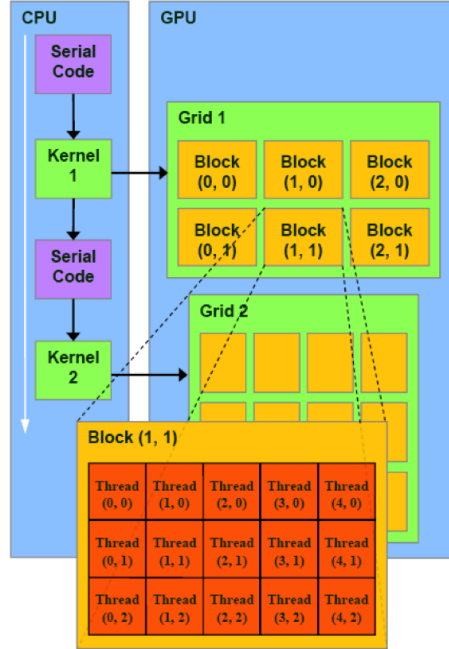 CPU
GPU
Serial
Code
Kernel
1
Serial
Code
Kernel
2
Grid 1
Block
(0, 0)
Block
(1, 0)
Block
(2, 0)
Block
(0, 1)
Block
(1, 1)
Block
(2, 1)
Grid 2
Block (1, 1)
Thread
(0, 0)
Thread
(1, 0)
Thread
(2, 0)
Thread
(3, 0)
Thread
(4, 0)
Thread
(0, 1)
Thread
(1, 1)
Thread
(2, 1)
Thread
(3, 1)
Thread
(4, 1)
Thread
(0, 2)
Thread
(1, 2)
Thread
(2, 2)
Thread
(3, 2)
Thread
(4, 2)